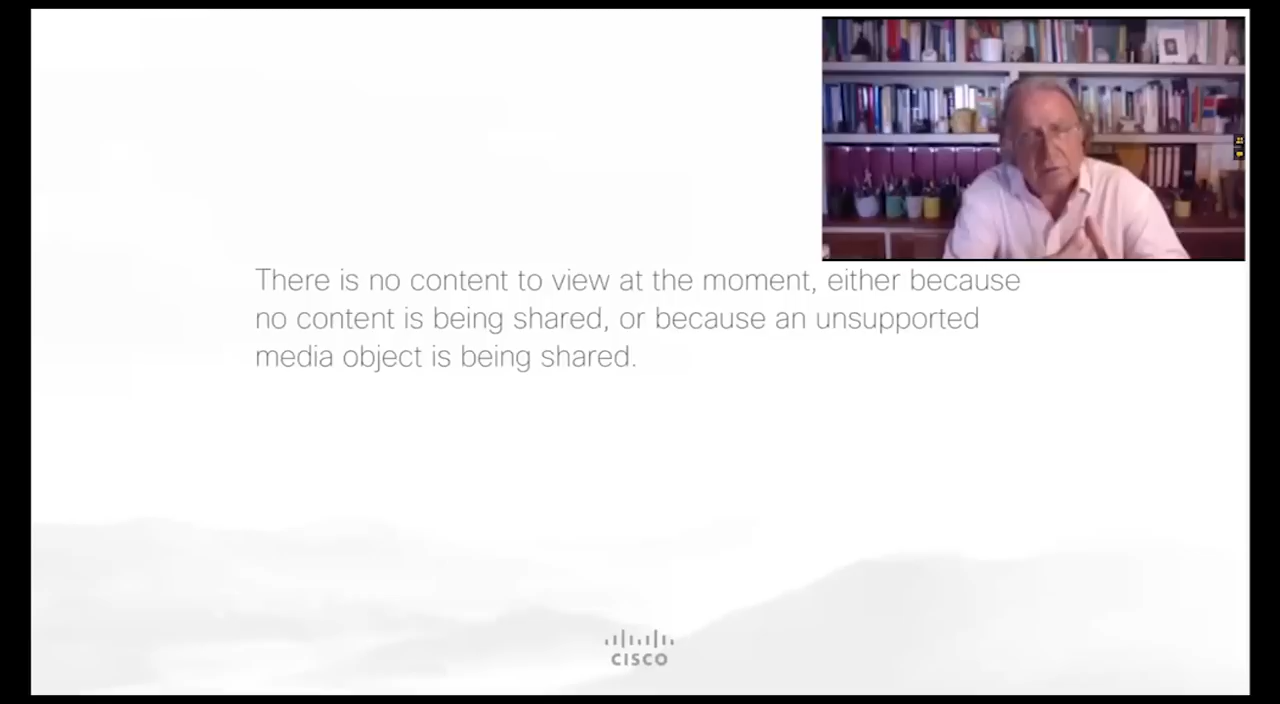 There is no content to view at the moment, either because
no content is being shared, or because an unsupported
media object is being shared.
CISCO